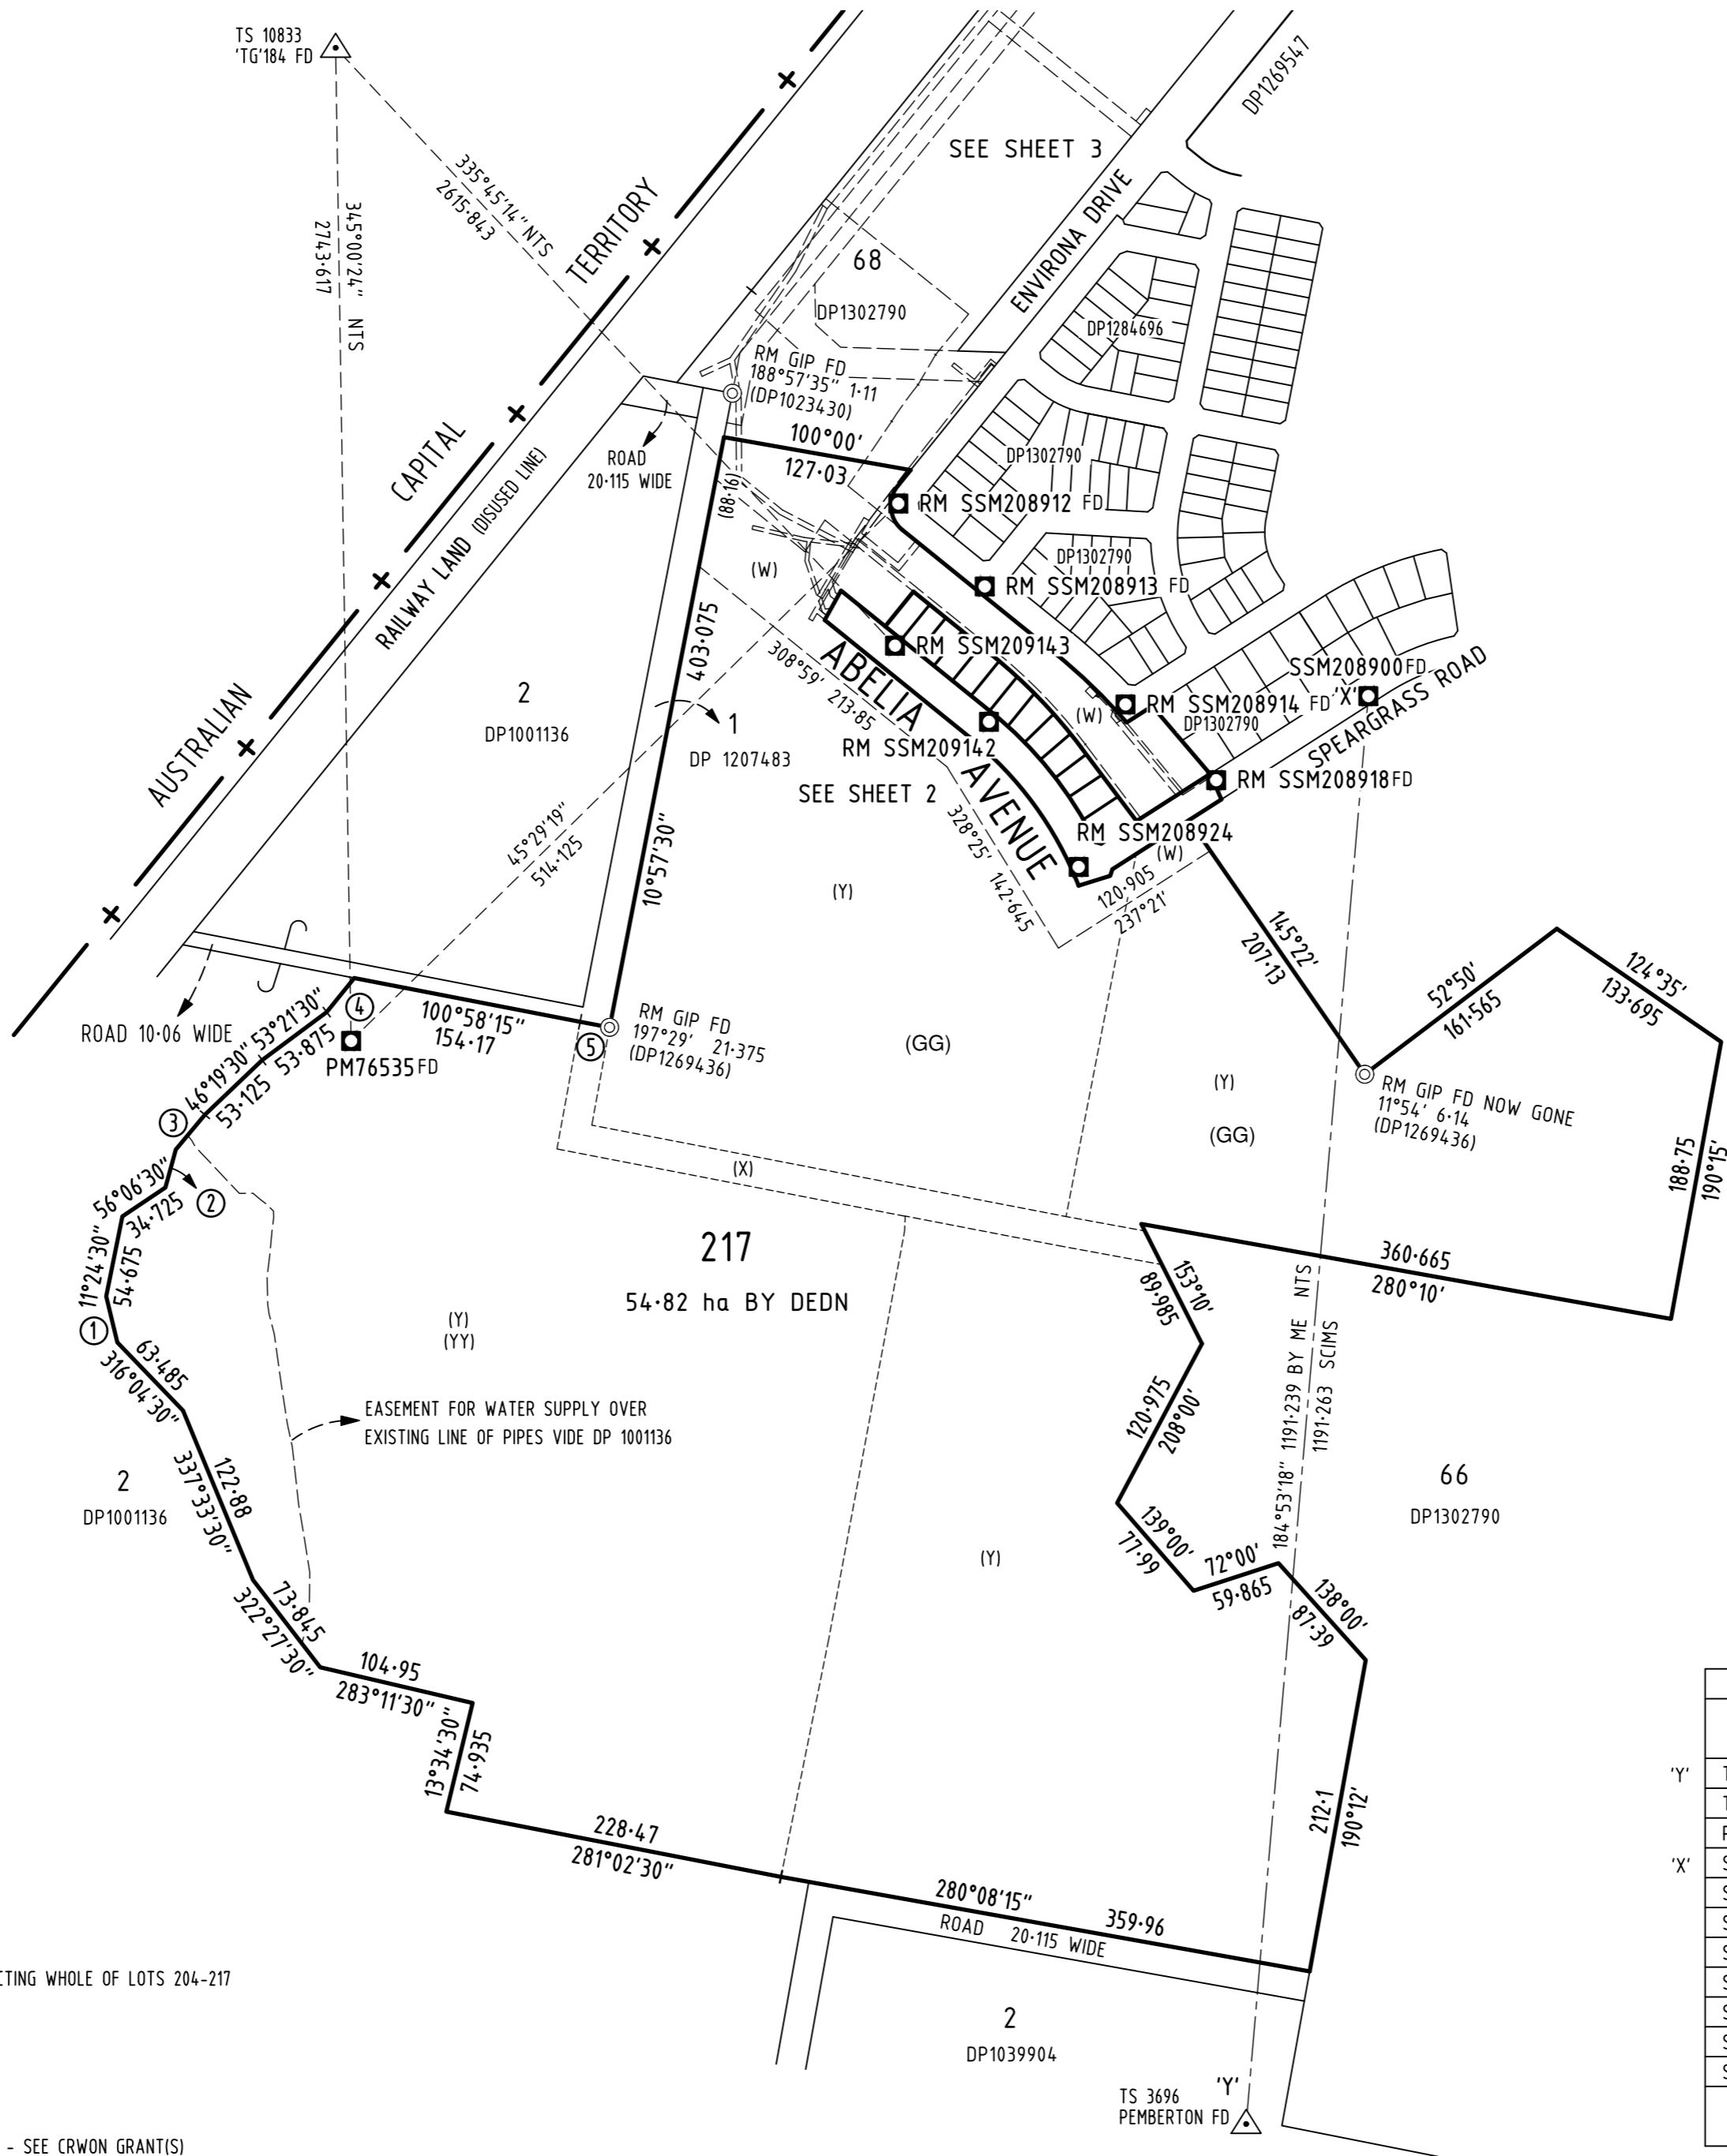 TS 10833
'TG'184 FD
335°45'14" NTS
2615·843
345°00'24" NTS
2743·617
DP1269547
SEE SHEET 3
ENVIRONA DRIVE
AUSTRALIAN CAPITAL TERRITORY
68
DP1302790
DP1284696
RM GIP FD
188°57'35" 1·11
(DP1023430)
ROAD
20·115 WIDE
RAILWAY LAND (DISUSED LINE)
100°00'
127·03
(88·16)
DP1302790
RM SSM208912 FD
DP1302790
RM SSM208913 FD
(W)
403·075
10°57'30"
RM SSM209143
308°59' 213·85
ABELIA AVENUE
SSM208900 FD
'X'
RM SSM208914 FD
DP1302790
SPEARGRASS ROAD
(W)
2
DP1001136
1
DP 1207483
RM SSM209142
SEE SHEET 2
RM SSM208918 FD
RM SSM208924
(W)
328°25' 142·645
120·905
237°21'
45°29'19"
514·125
(Y)
145°22'
207·13
52°50'
161·565
124°35'
133·695
188·75
190°15'
ROAD 10·06 WIDE
53°21'30"
53·875
4
100°58'15"
154·17
5
RM GIP FD
197°29' 21·375
(DP1269436)
PM76535 FD
(GG)
(Y)
(GG)
RM GIP FD NOW GONE
11°54' 6·14
(DP1269436)
46°19'30"
53·125
3
56°06'30"
34·725
2
11°24'30"
54·675
1
(X)
217
54·82 ha BY DEDN
(Y)
(YY)
360·665
280°10'
153°10'
89·985
120·975
208°00'
184°53'18" 1191·239 BY ME NTS
1191·263 SCIMS
63·485
316°04'30"
EASEMENT FOR WATER SUPPLY OVER
EXISTING LINE OF PIPES VIDE DP 1001136
122·88
337°33'30"
2
DP1001136
66
DP1302790
(Y)
139°00'
77·99
72°00'
59·865
138°00'
87·39
73·845
322°27'30"
104·95
283°11'30"
13°34'30"
74·935
212·1
190°12'
228·47
281°02'30"
280°08'15" 359·96
ROAD 20·115 WIDE
2
DP1039904
TS 3696
PEMBERTON FD
'Y'
'Y'
'X'
CTING WHOLE OF LOTS 204-217
- SEE CRWON GRANT(S)